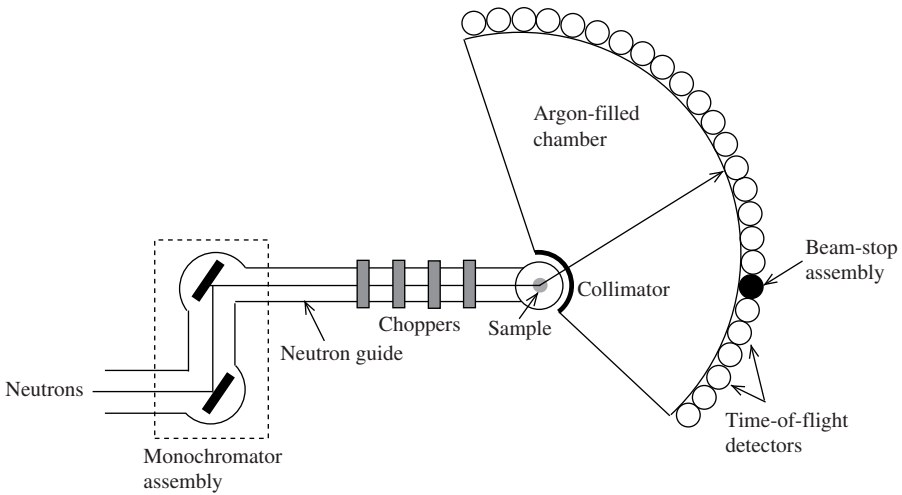 Argon-filled
chamber
Beam-stop
assembly
Collimator
Choppers
Sample
Neutron guide
Neutrons
Time-of-flight
detectors
Monochromator
assembly